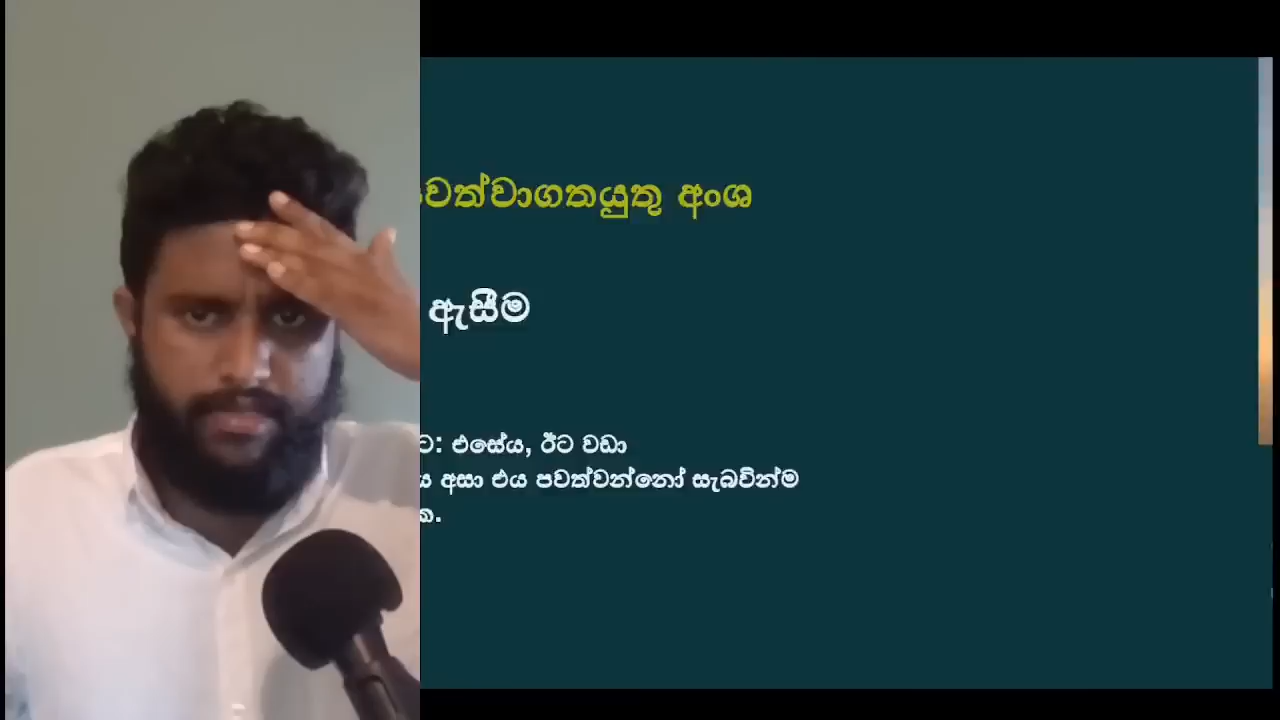 වත්වාගතයුතු අංශ
ඇසීම
එසේය, ඊට වඩා
අසා එය පවත්වන්නෝ සැබවින්ම